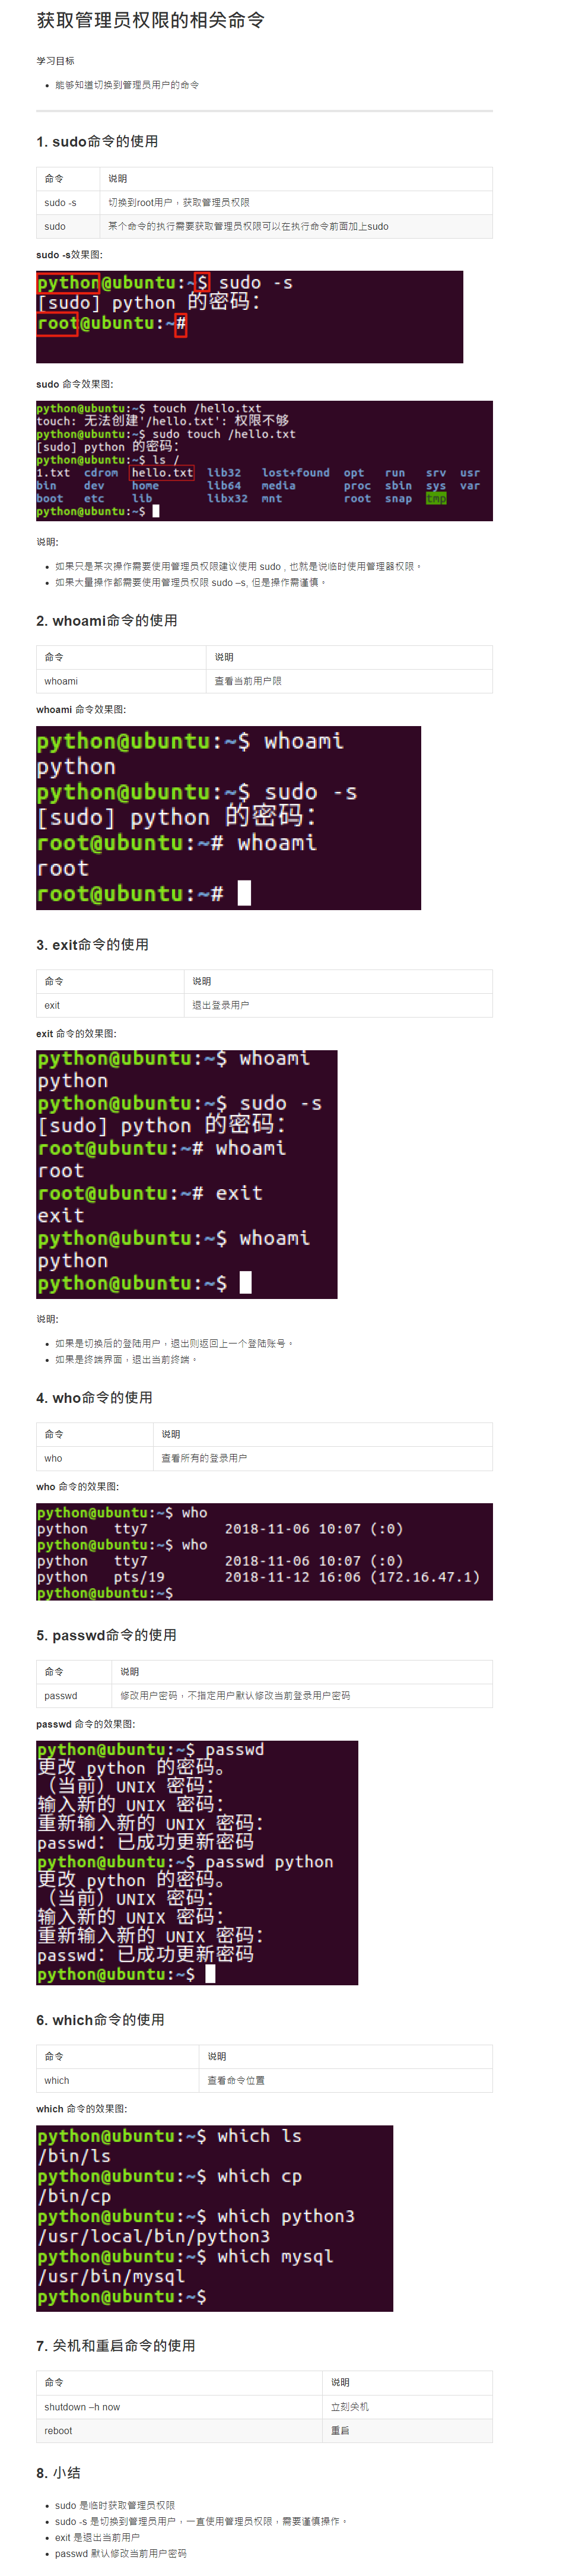 获取管理员权限的相关命令
学习目标
• 能够知道切换到管理员用户的命令
1. sudo命令的使用
命令 说明
sudo -s 切换到root用户，获取管理员权限
sudo 某个命令的执行需要获取管理员权限可以在执行命令前面加上sudo
sudo -s效果图:
python@ubuntu:~$ sudo -s
[sudo] python 的密码:
root@ubuntu:~#
sudo 命令效果图:
python@ubuntu:~$ touch /hello.txt
touch: 无法创建'/hello.txt': 权限不够
python@ubuntu:~$ sudo touch /hello.txt
[sudo] python 的密码:
python@ubuntu:~$ ls /
1.txt cdrom hello.txt lib32 lost+found opt run srv usr
bin dev home lib64 media proc sbin sys var
boot etc lib libx32 mnt root snap tmp
python@ubuntu:~$
说明:
• 如果只是某次操作需要使用管理员权限建议使用 sudo , 也就是说临时使用管理器权限。
• 如果大量操作都需要使用管理员权限 sudo –s, 但是操作需谨慎。
2. whoami命令的使用
命令 说明
whoami 查看当前用户限
whoami 命令效果图:
python@ubuntu:~$ whoami
python
python@ubuntu:~$ sudo -s
[sudo] python 的密码:
root@ubuntu:~# whoami
root
root@ubuntu:~#
3. exit命令的使用
命令 说明
exit 退出登录用户
exit 命令的效果图:
python@ubuntu:~$ whoami
python
python@ubuntu:~$ sudo -s
[sudo] python 的密码:
root@ubuntu:~# whoami
root
root@ubuntu:~# exit
exit
python@ubuntu:~$ whoami
python
python@ubuntu:~$
说明:
• 如果是切换后的登陆用户，退出则返回上一个登陆账号。
• 如果是终端界面，退出当前终端。
4. who命令的使用
命令 说明
who 查看所有的登录用户
who 命令的效果图:
python@ubuntu:~$ who
python tty7 2018-11-06 10:07 (:0)
python@ubuntu:~$ who
python tty7 2018-11-06 10:07 (:0)
python pts/19 2018-11-12 16:06 (172.16.47.1)
python@ubuntu:~$
5. passwd命令的使用
命令 说明
passwd 修改用户密码，不指定用户默认修改当前登录用户密码
passwd 命令的效果图:
python@ubuntu:~$ passwd
更改 python 的密码。
（当前）UNIX 密码:
输入新的 UNIX 密码:
重新输入新的 UNIX 密码:
passwd: 已成功更新密码
python@ubuntu:~$ passwd python
更改 python 的密码。
（当前）UNIX 密码:
输入新的 UNIX 密码:
重新输入新的 UNIX 密码:
passwd: 已成功更新密码
python@ubuntu:~$
6. which命令的使用
命令 说明
which 查看命令位置
which 命令的效果图:
python@ubuntu:~$ which ls
/bin/ls
python@ubuntu:~$ which cp
/bin/cp
python@ubuntu:~$ which python3
/usr/local/bin/python3
python@ubuntu:~$ which mysql
/usr/bin/mysql
python@ubuntu:~$
7. 关机和重启命令的使用
命令 说明
shutdown –h now 立刻关机
reboot 重启
8. 小结
• sudo 是临时获取管理员权限
• sudo -s 是切换到管理员用户，一直使用管理员权限，需要谨慎操作。
• exit 是退出当前用户
• passwd 默认修改当前用户密码